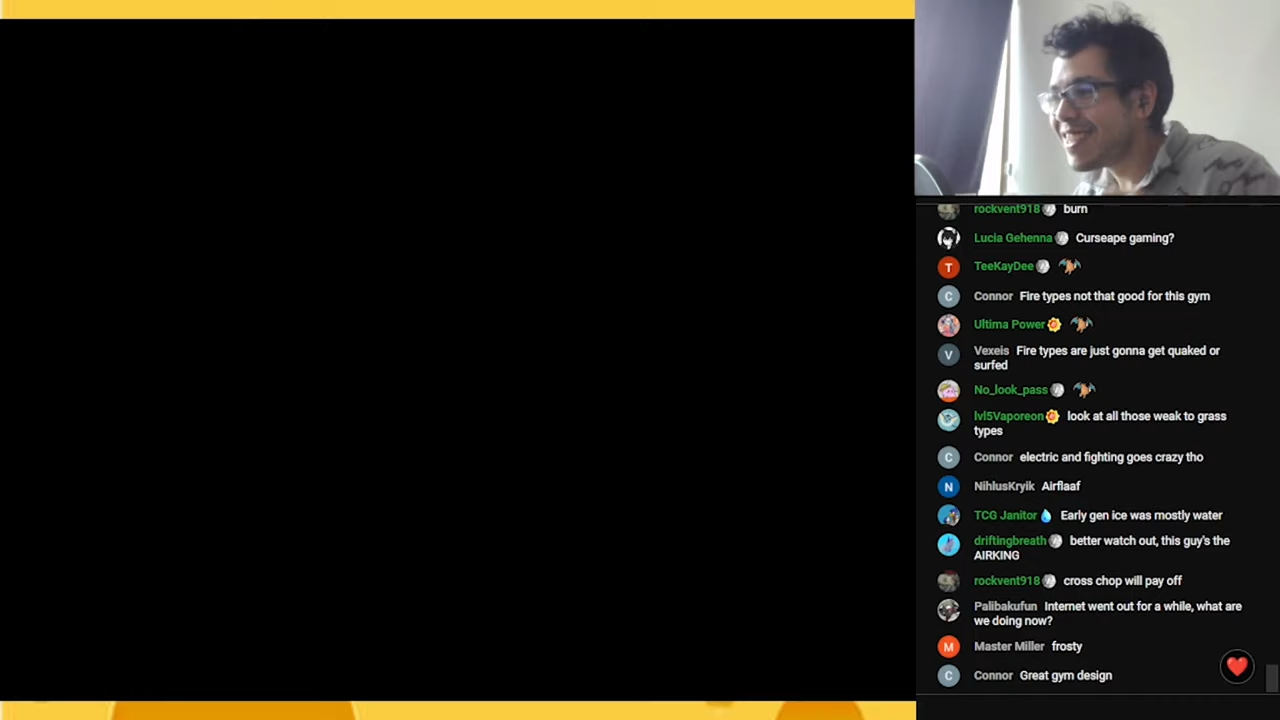 rockvent918 burn
Lucia Gehenna Curseape gaming?
T TeeKayDee
C Connor Fire types not that good for this gym
Ultima Power
V Vexeis Fire types are just gonna get quaked or
surfed
No_look_pass
lvl5Vaporeon look at all those weak to grass
types
C Connor electric and fighting goes crazy tho
N NihlusKryik Airflaaf
TCG Janitor Early gen ice was mostly water
driftingbreath better watch out, this guy's the
AIRKING
rockvent918 cross chop will pay off
Palibakufun Internet went out for a while, what are
we doing now?
M Master Miller frosty
C Connor Great gym design